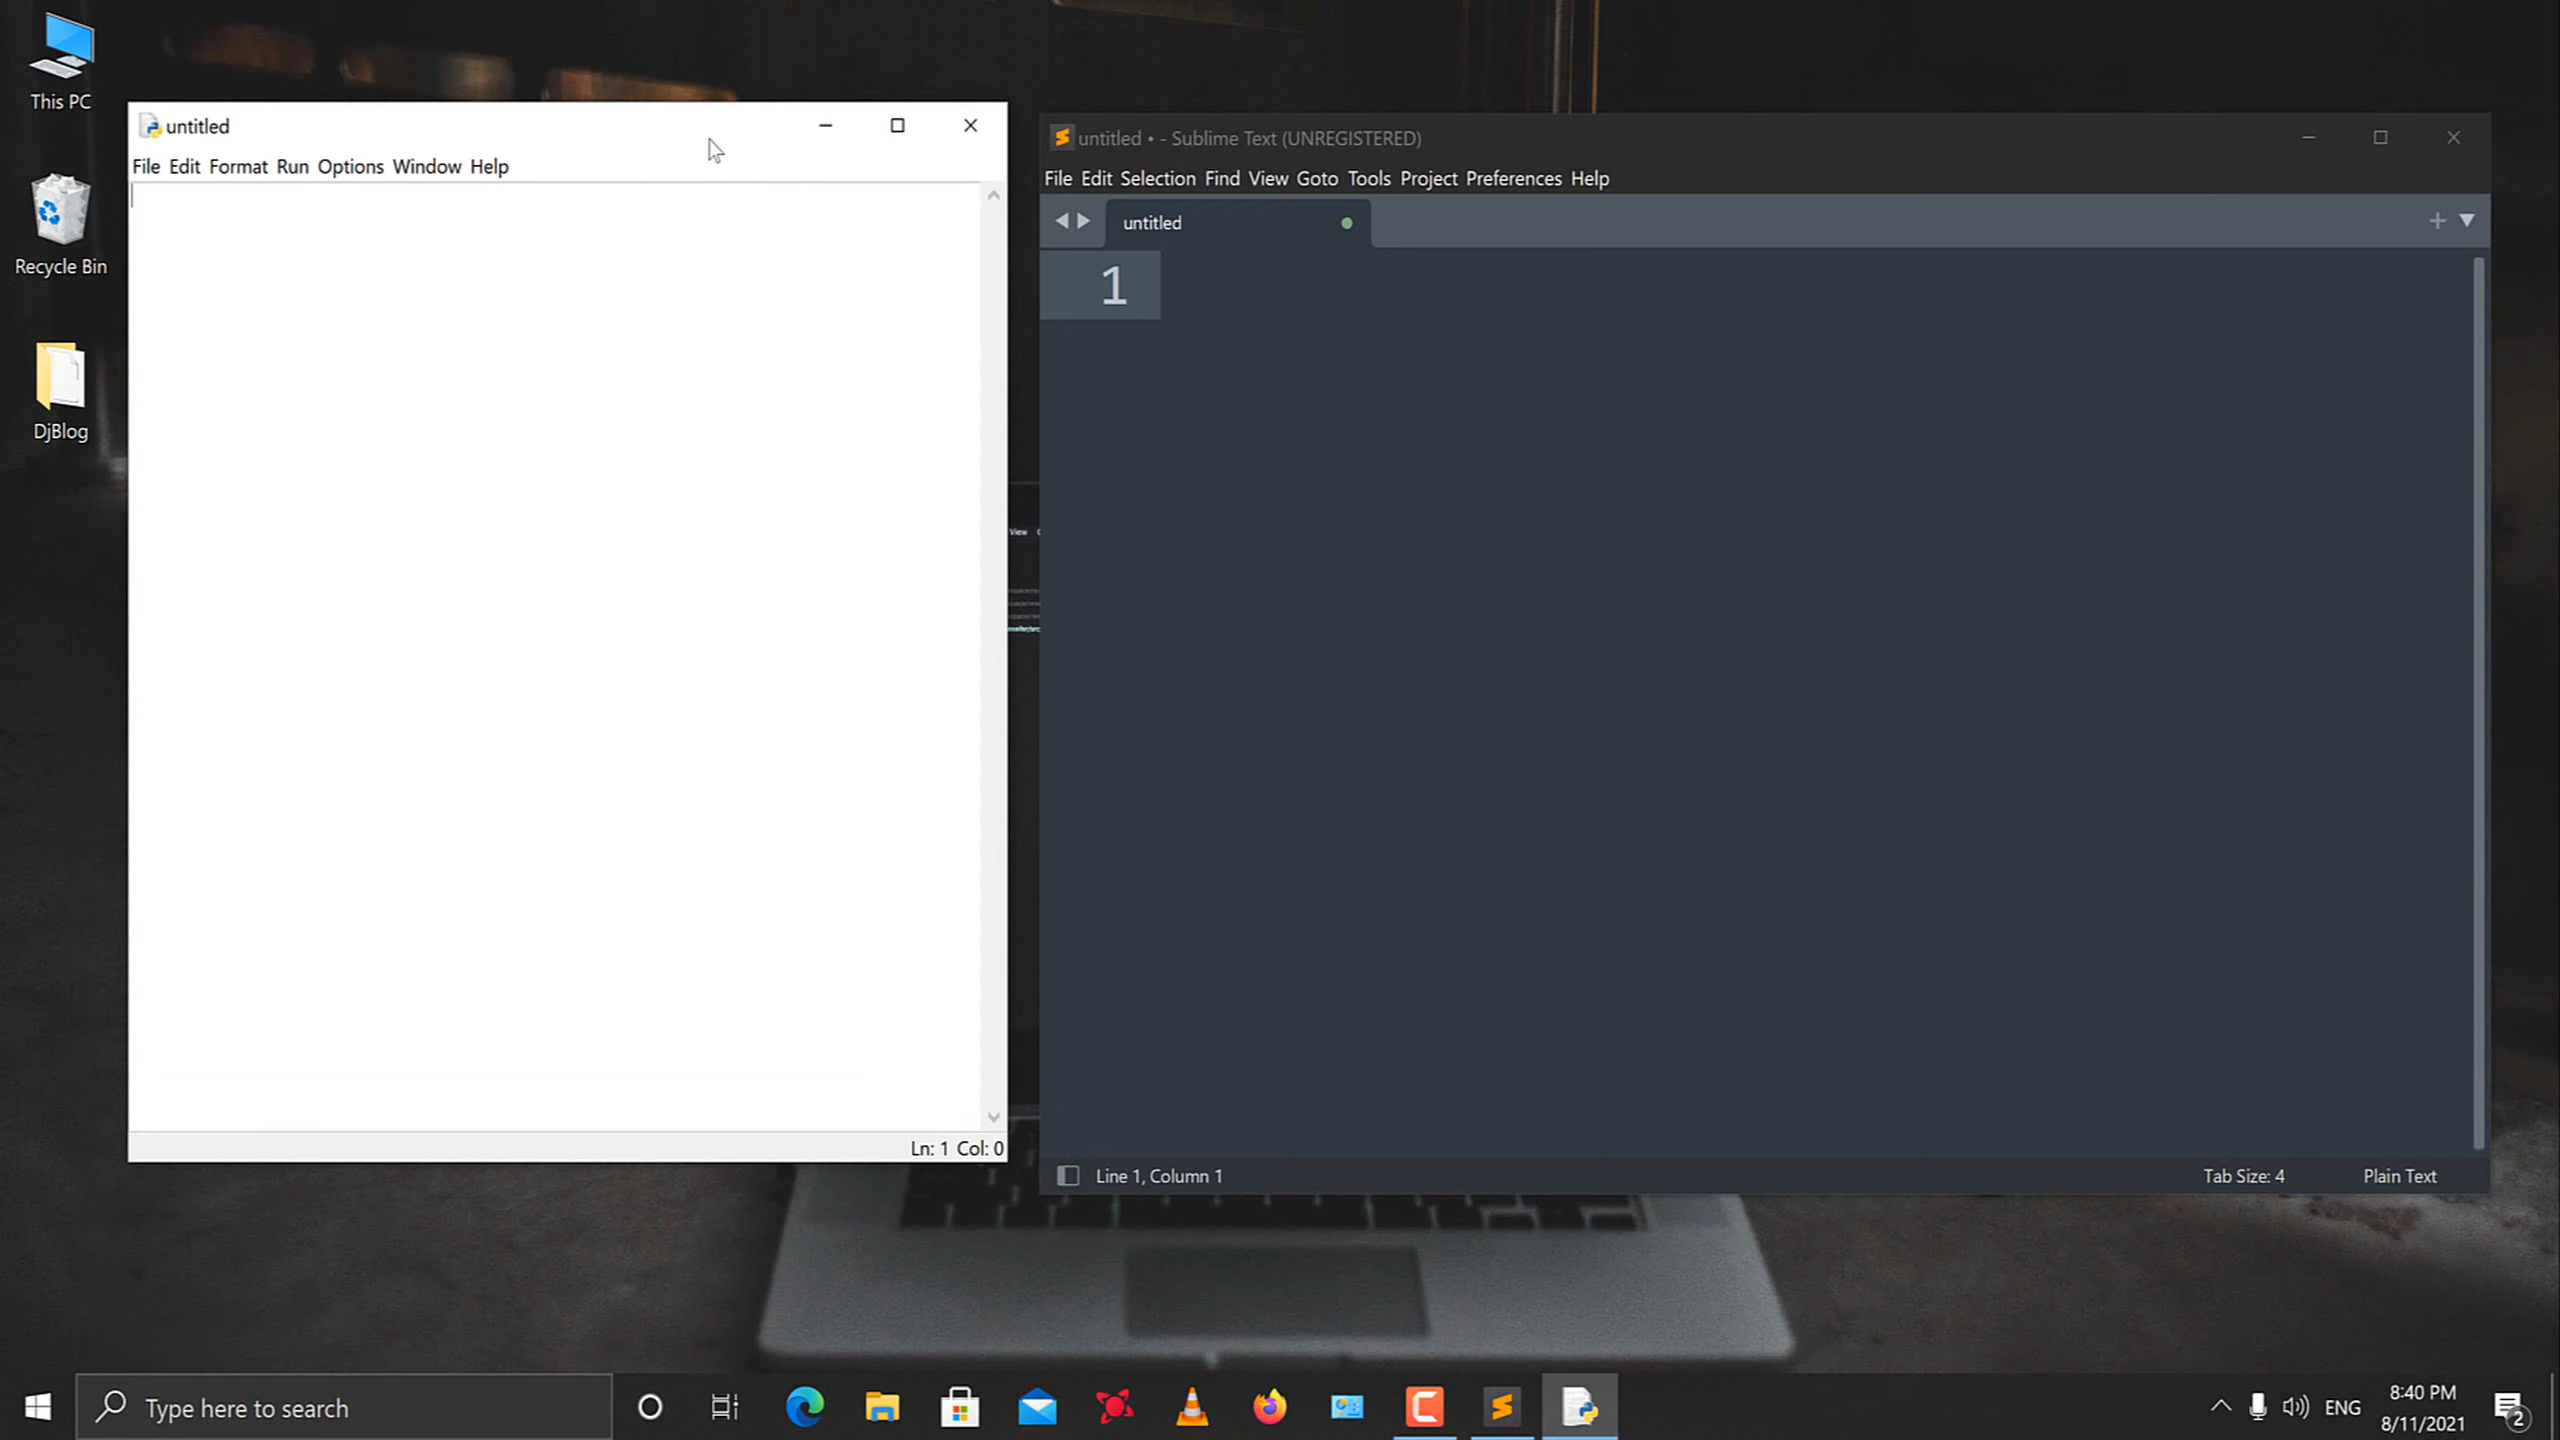 This PC
Recycle Bin
DjBlog
untitled
File Edit Format Run Options Window Help
Ln: 1 Col: 0
untitled • - Sublime Text (UNREGISTERED)
File Edit Selection Find View Goto Tools Project Preferences Help
untitled
1
Line 1, Column 1
Tab Size: 4
Plain Text
View
Type here to search
ENG
8:40 PM
8/11/2021
2